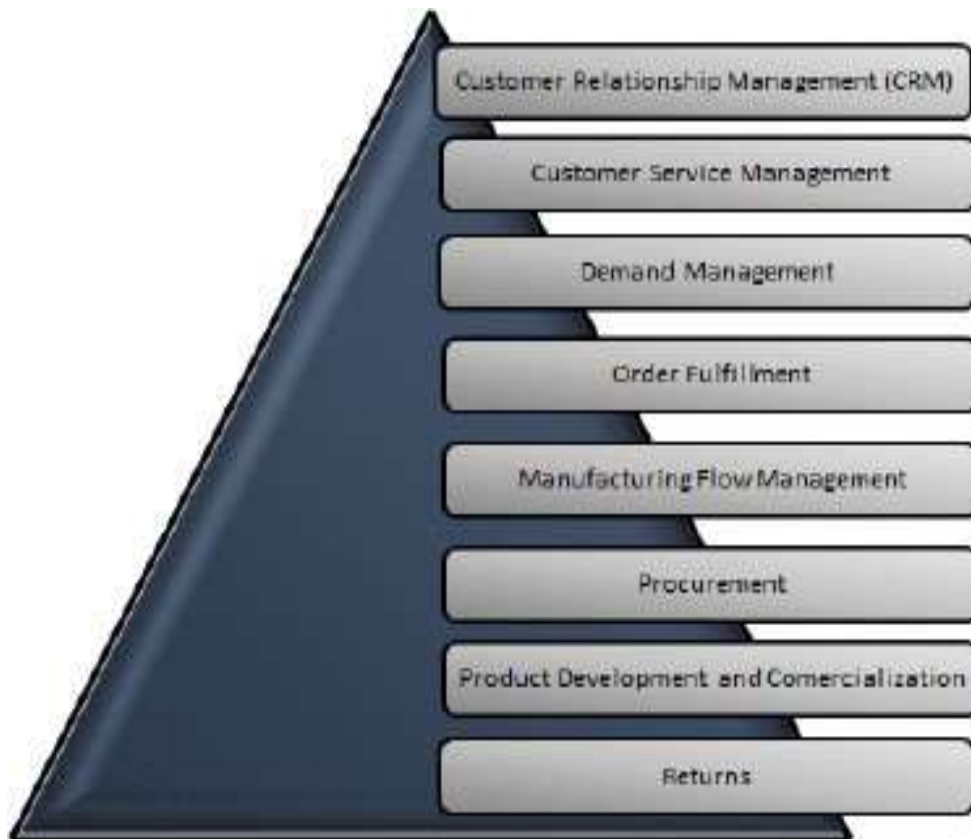 Customer Relationship Management (CRM)
Customer Service Management
Demand Management
Order Fulfillment
Manufacturing Flow Management
Procurement
Product Development and Comercialization
Returns